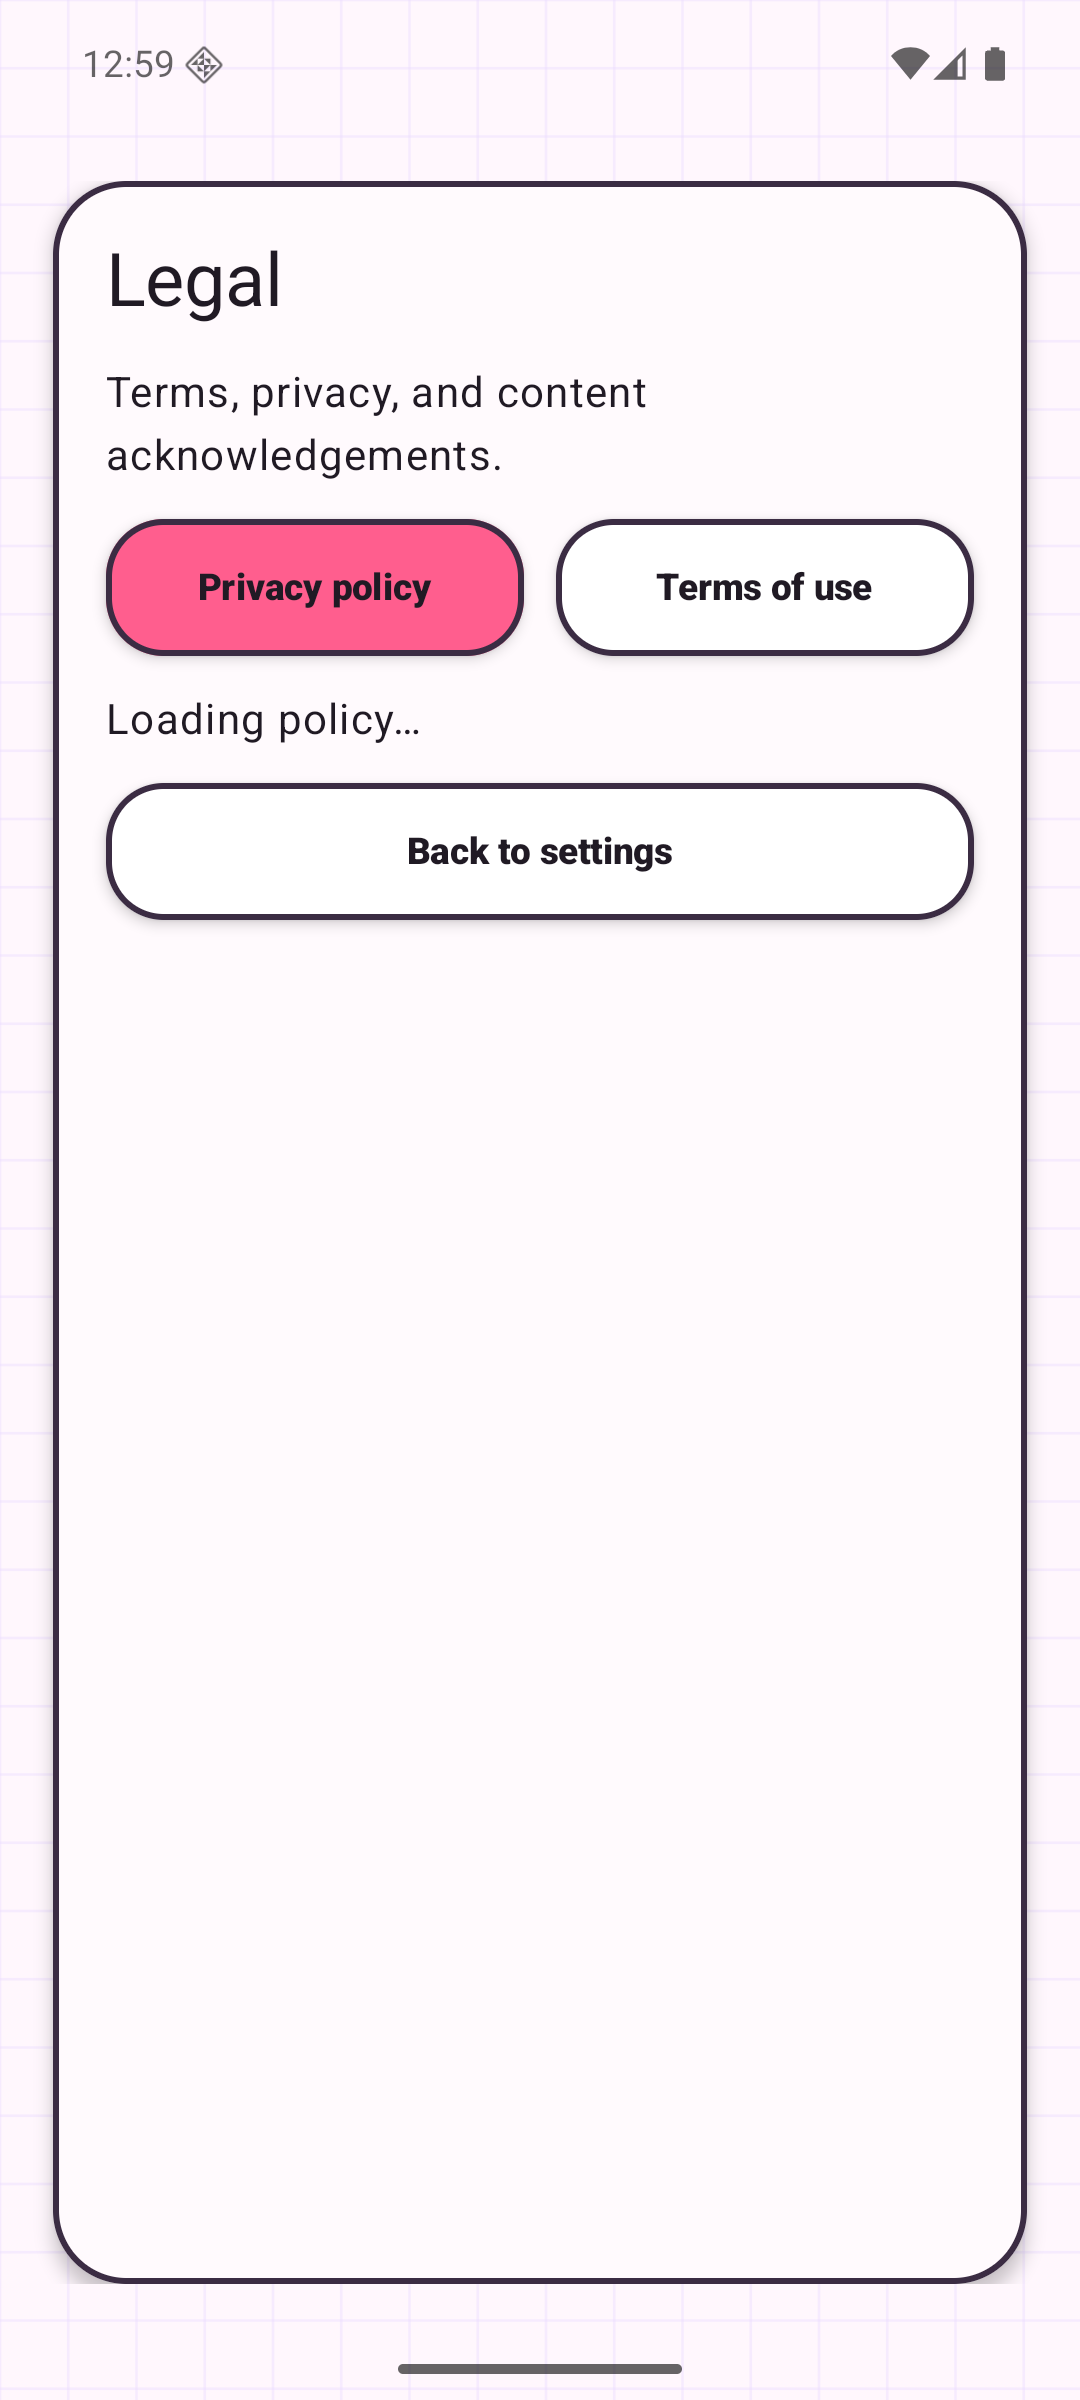 12:59
Legal
Terms, privacy, and content
acknowledgements.
Privacy policy
Terms of use
Loading policy…
Back to settings